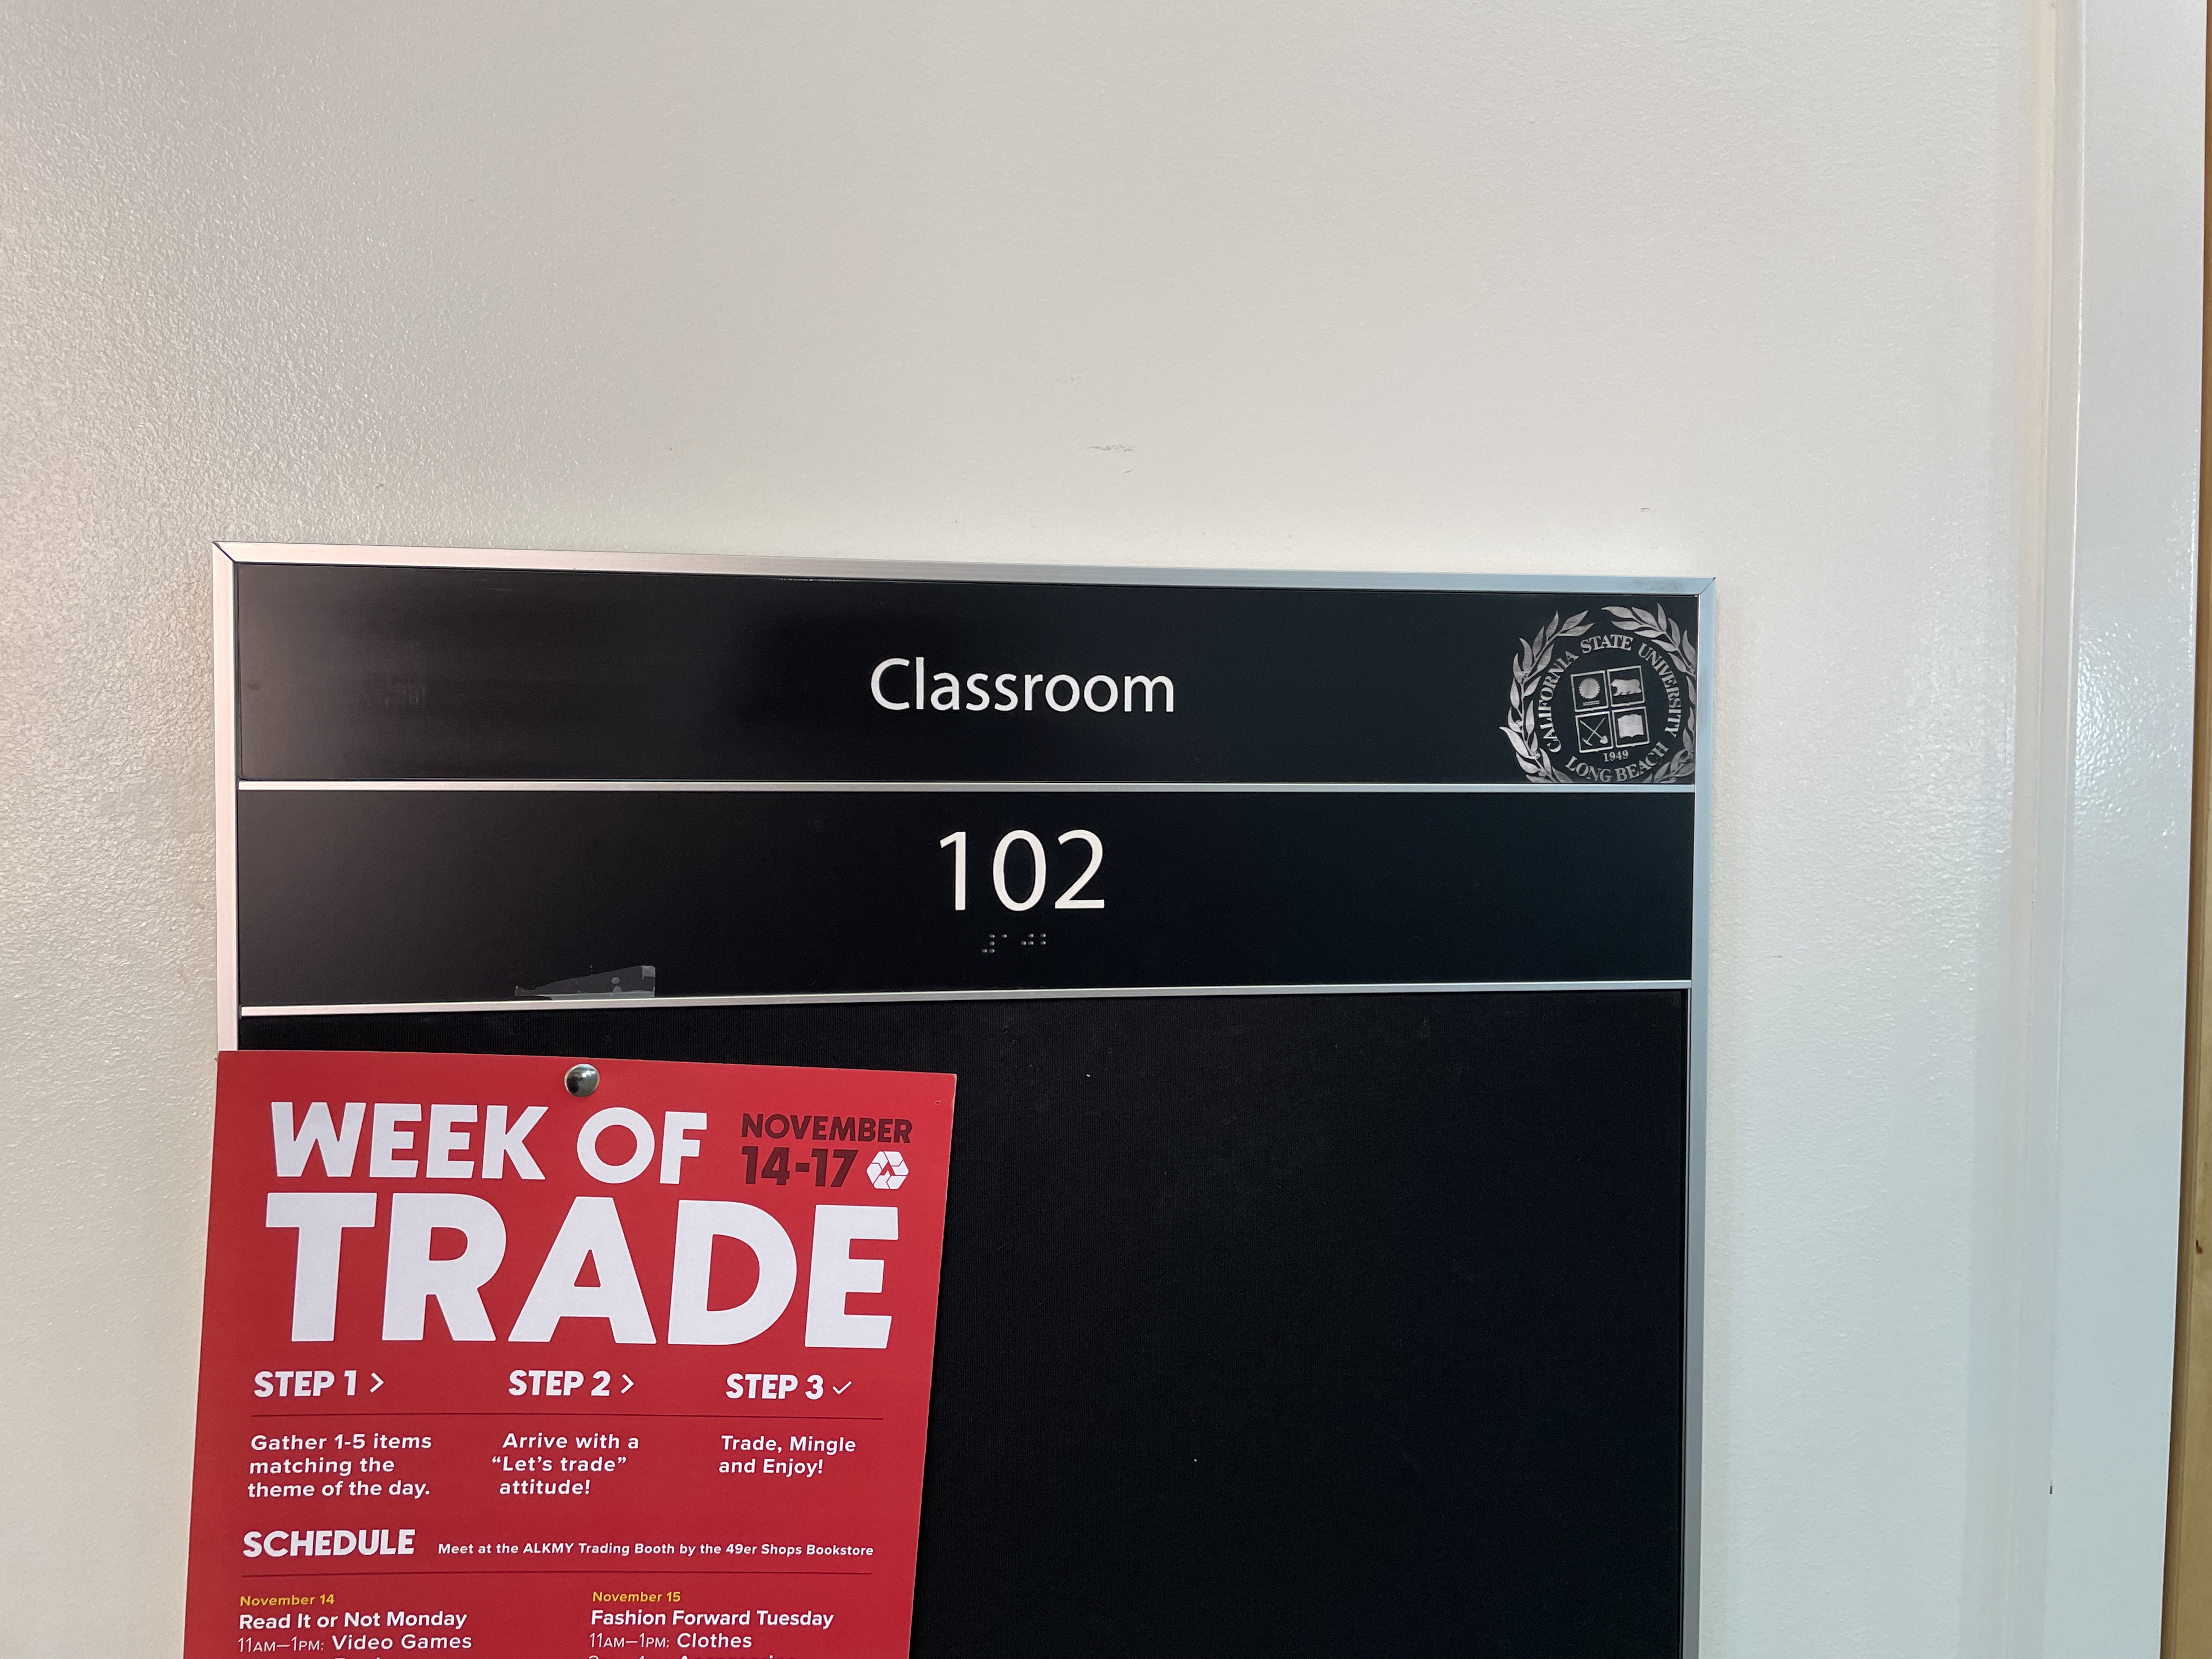 Classroom
CALIFORNIA STATE UNIVERSITY
1949
LONG BEACH
102
WEEK OF
TRADE
NOVEMBER
14-17
STEP 1 >
Gather 1-5 items
matching the
theme of the day.
STEP 2 >
Arrive with a
“Let’s trade”
attitude!
STEP 3 ✓
Trade, Mingle
and Enjoy!
SCHEDULE Meet at the ALKMY Trading Booth by the 49er Shops Bookstore
November 14
Read It or Not Monday
11AM—1PM: Video Games
November 15
Fashion Forward Tuesday
11AM—1PM: Clothes